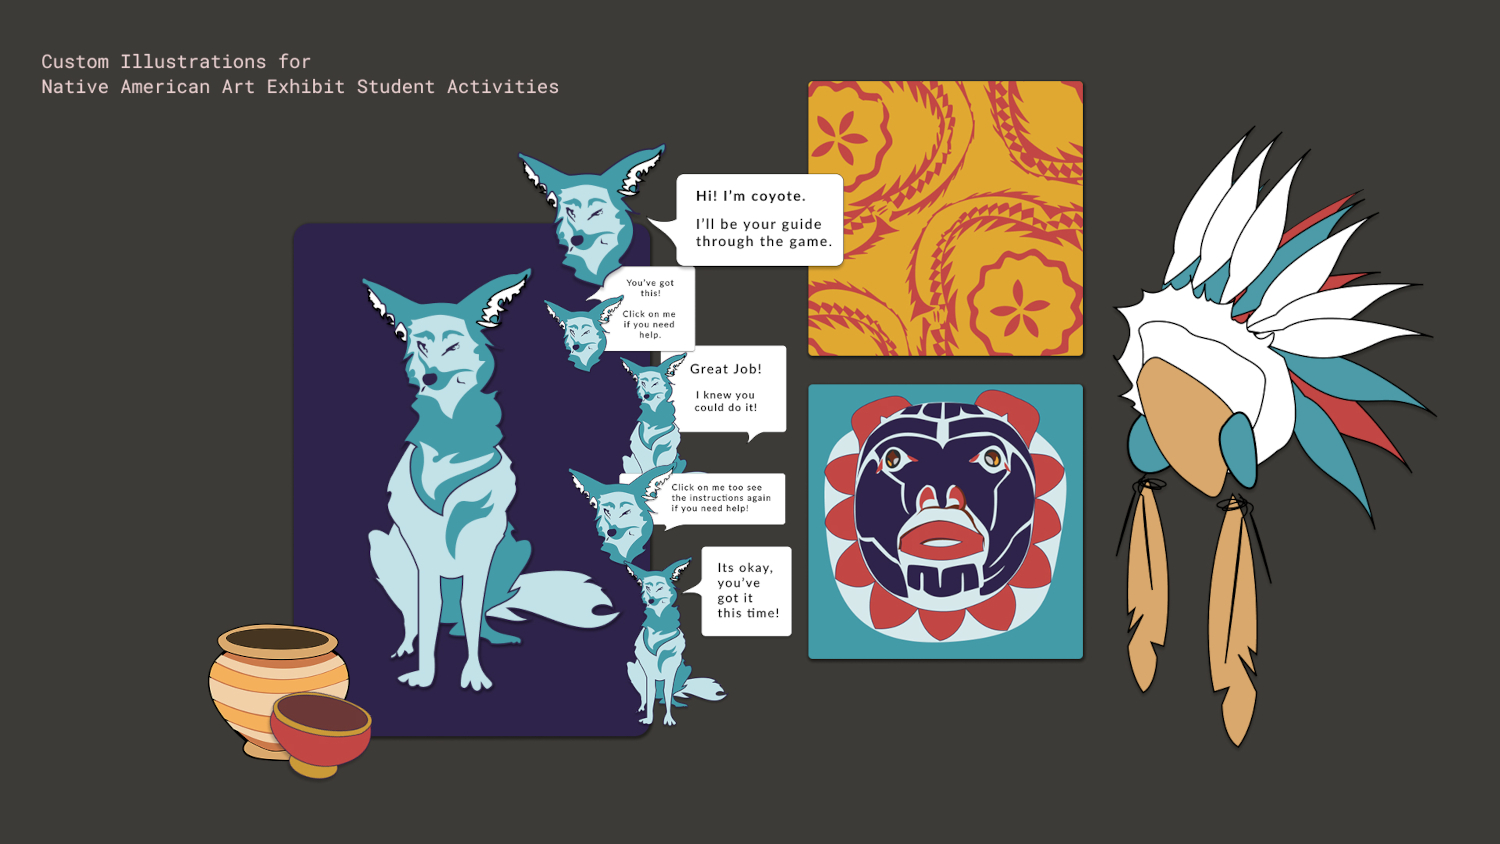 Custom Illustrations for
Native American Art Exhibit Student Activities
Hi! I'm coyote.
I'll be your guide
through the game.
You've got
this!
Click on me
if you need
help.
Great Job!
I knew you
could do it!
Click on me too see
the instructions again
if you need help!
Its okay,
you've
got it
this time!